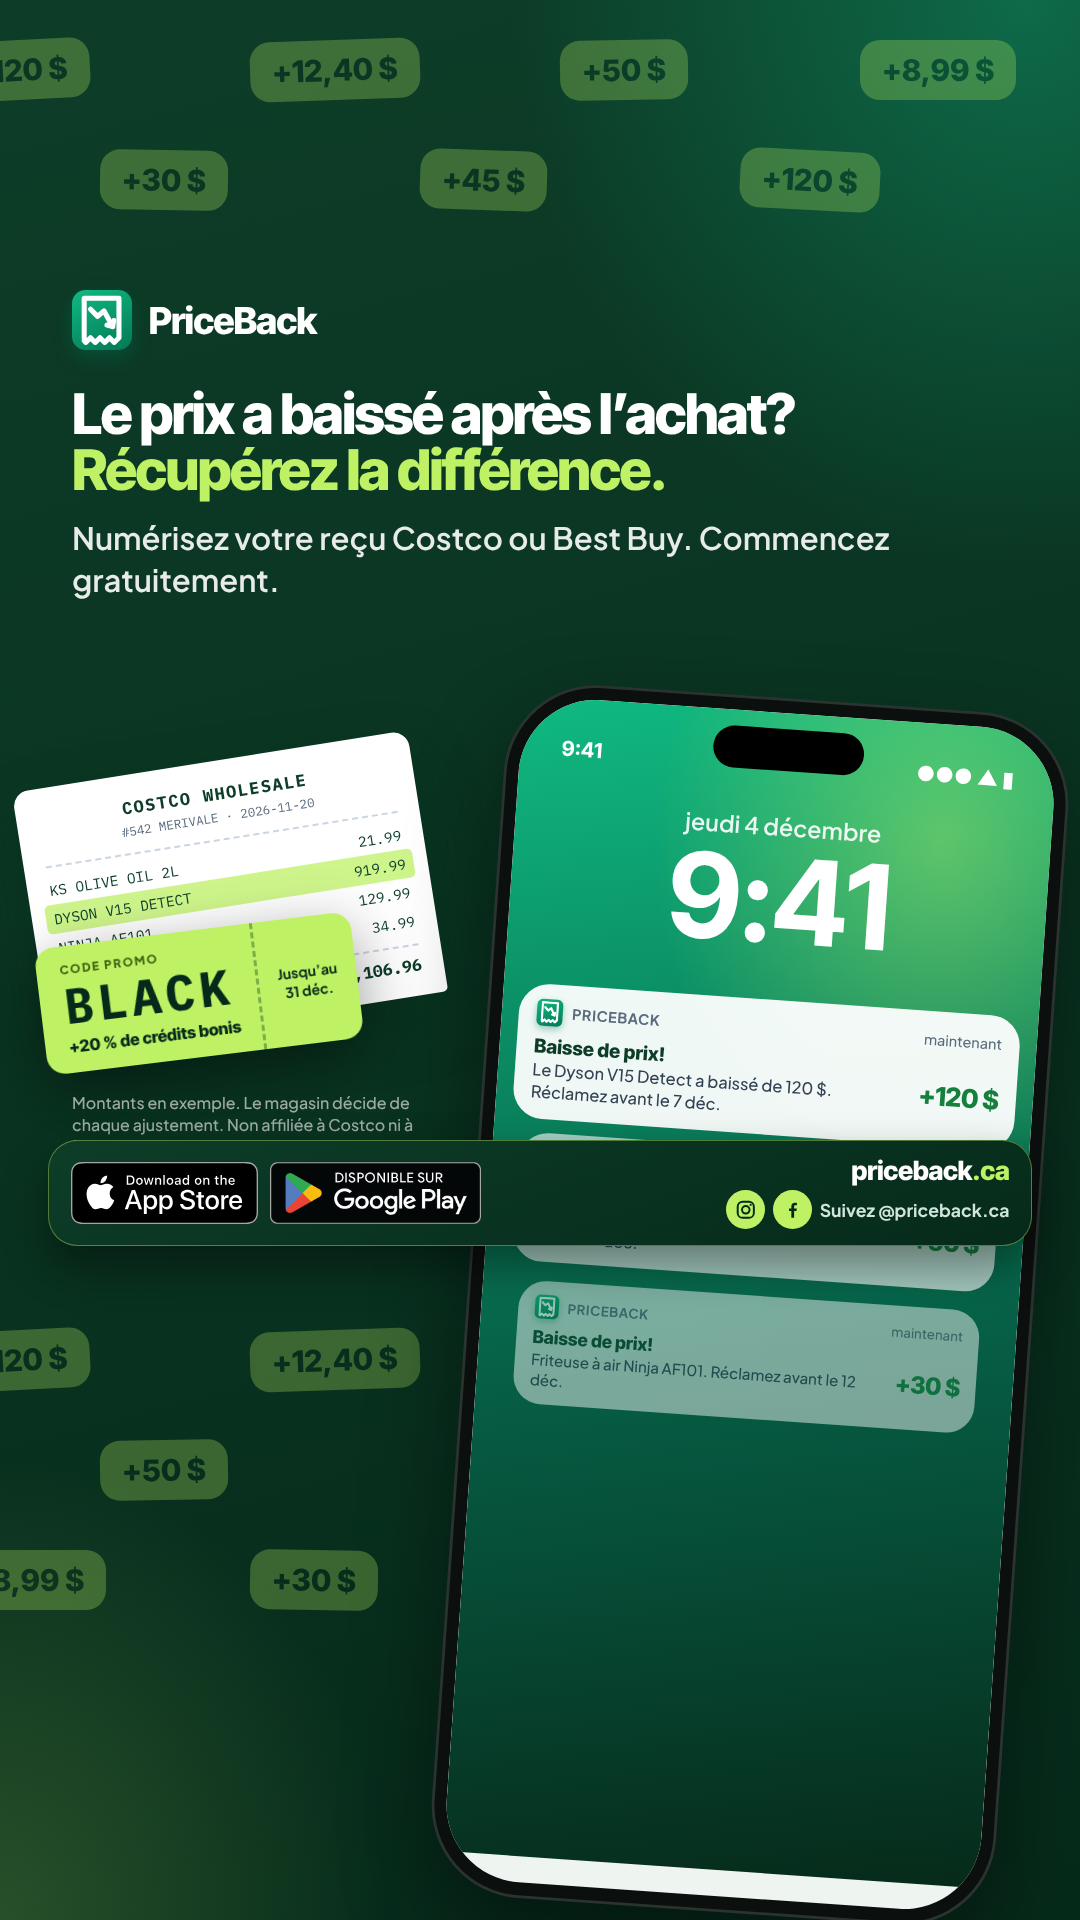 120 $
+12,40 $
+50 $
+8,99 $
+30 $
+45 $
+120 $
PriceBack
Le prix a baissé après l’achat?
Récupérez la différence.
Numérisez votre reçu Costco ou Best Buy. Commencez
gratuitement.
COSTCO WHOLESALE
#542 MERIVALE · 2026-11-20
KS OLIVE OIL 2L 21.99
DYSON V15 DETECT 919.99
NINJA AF101 129.99
34.99
,106.96
CODE PROMO
BLACK
+20 % de crédits bonis
Jusqu’au
31 déc.
Montants en exemple. Le magasin décide de
chaque ajustement. Non affiliée à Costco ni à
9:41
jeudi 4 décembre
9:41
PRICEBACK
maintenant
Baisse de prix!
Le Dyson V15 Detect a baissé de 120 $.
Réclamez avant le 7 déc.
+120 $
Download on the
App Store
DISPONIBLE SUR
Google Play
priceback.ca
Suivez @priceback.ca
PRICEBACK
maintenant
Baisse de prix!
Friteuse à air Ninja AF101. Réclamez avant le 12
déc.
+30 $
120 $
+12,40 $
+50 $
8,99 $
+30 $